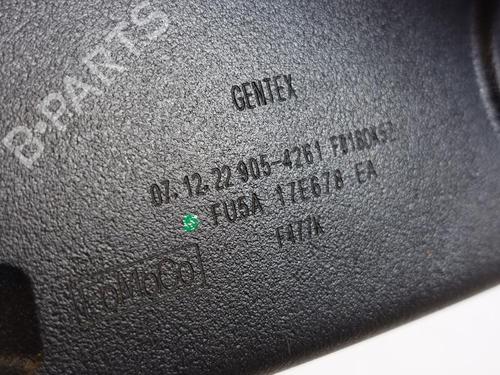 B-PARTS
GENTEX
07.12.22 905-4261
FU5A 17E678 EA
F477K
FoMoCo